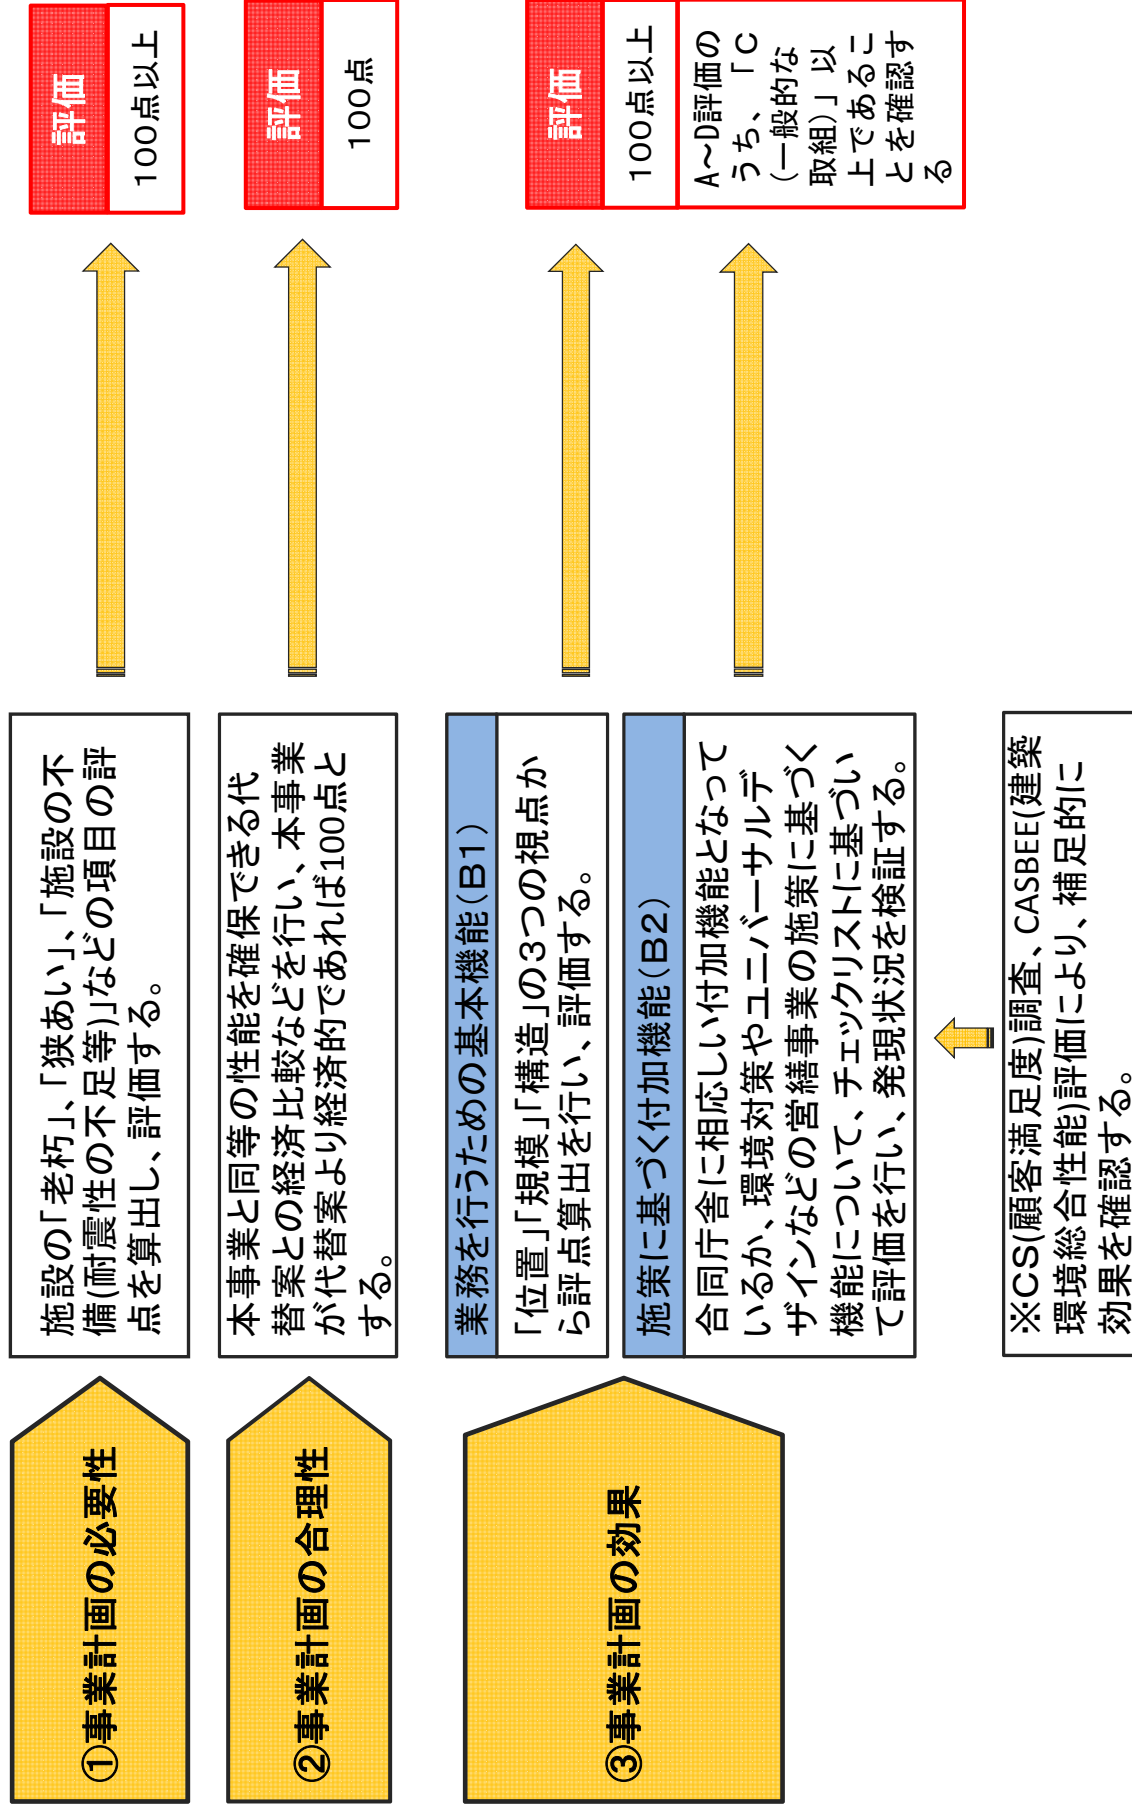 ①事業計画の必要性
施設の「老朽」、「狭あい」、「施設の不
備(耐震性の不足等)」などの項目の評
点を算出し、評価する。
評価
100点以上
②事業計画の合理性
本事業と同等の性能を確保できる代
替案との経済比較などを行い、本事業
が代替案より経済的であれば100点と
する。
評価
100点
③事業計画の効果
業務を行うための基本機能(B1)
「位置」「規模」「構造」の3つの視点か
ら評点算出を行い、評価する。
評価
100点以上
施策に基づく付加機能(B2)
合同庁舎に相応しい付加機能となって
いるか、環境対策やユニバーサルデ
ザインなどの営繕事業の施策に基づく
機能について、チェックリストに基づい
て評価を行い、発現状況を検証する。
A～D評価の
うち、「C
(一般的な
取組)」以
上であるこ
とを確認す
る
※CS(顧客満足度)調査、CASBEE(建築
環境総合性能)評価により、補足的に
効果を確認する。